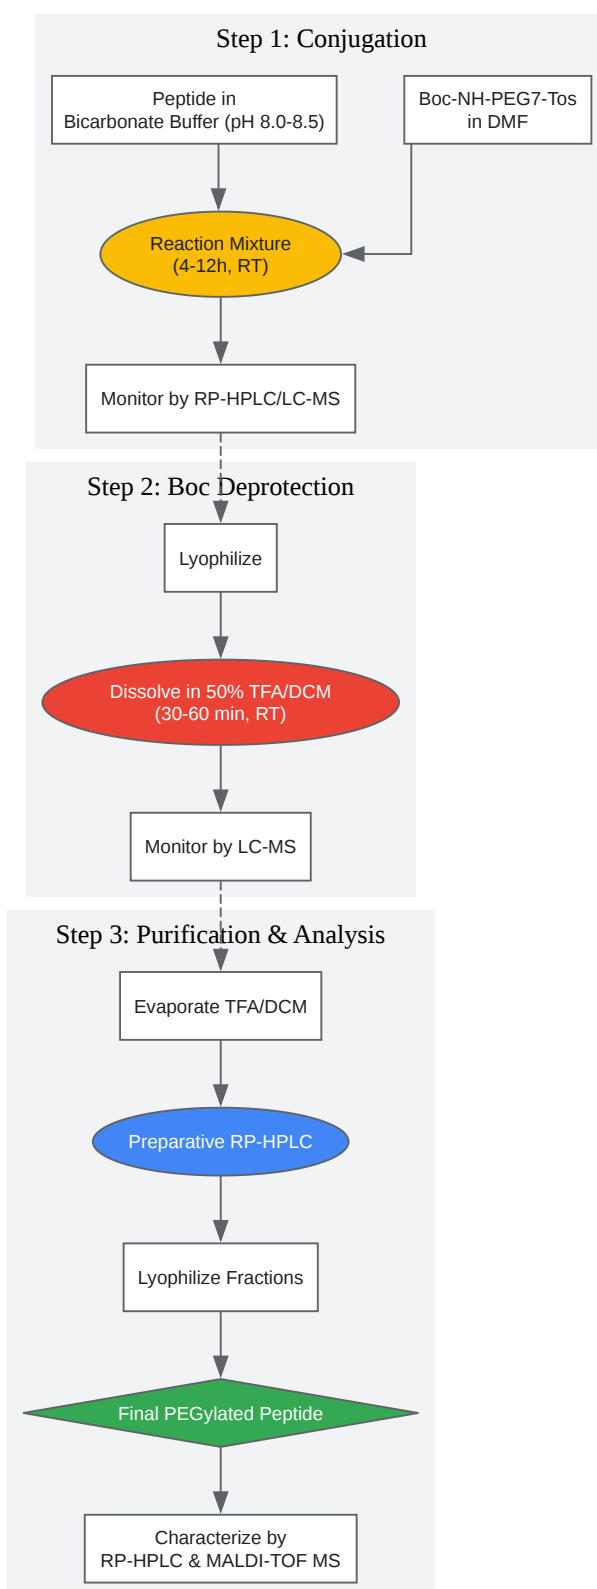 Step 1: Conjugation
Peptide in
Bicarbonate Buffer (pH 8.0-8.5)
Boc-NH-PEG7-Tos
in DMF
Reaction Mixture
(4-12h, RT)
Monitor by RP-HPLC/LC-MS
Step 2: Boc Deprotection
Lyophilize
Dissolve in 50% TFA/DCM
(30-60 min, RT)
Monitor by LC-MS
Step 3: Purification & Analysis
Evaporate TFA/DCM
Preparative RP-HPLC
Lyophilize Fractions
Final PEGylated Peptide
Characterize by
RP-HPLC & MALDI-TOF MS